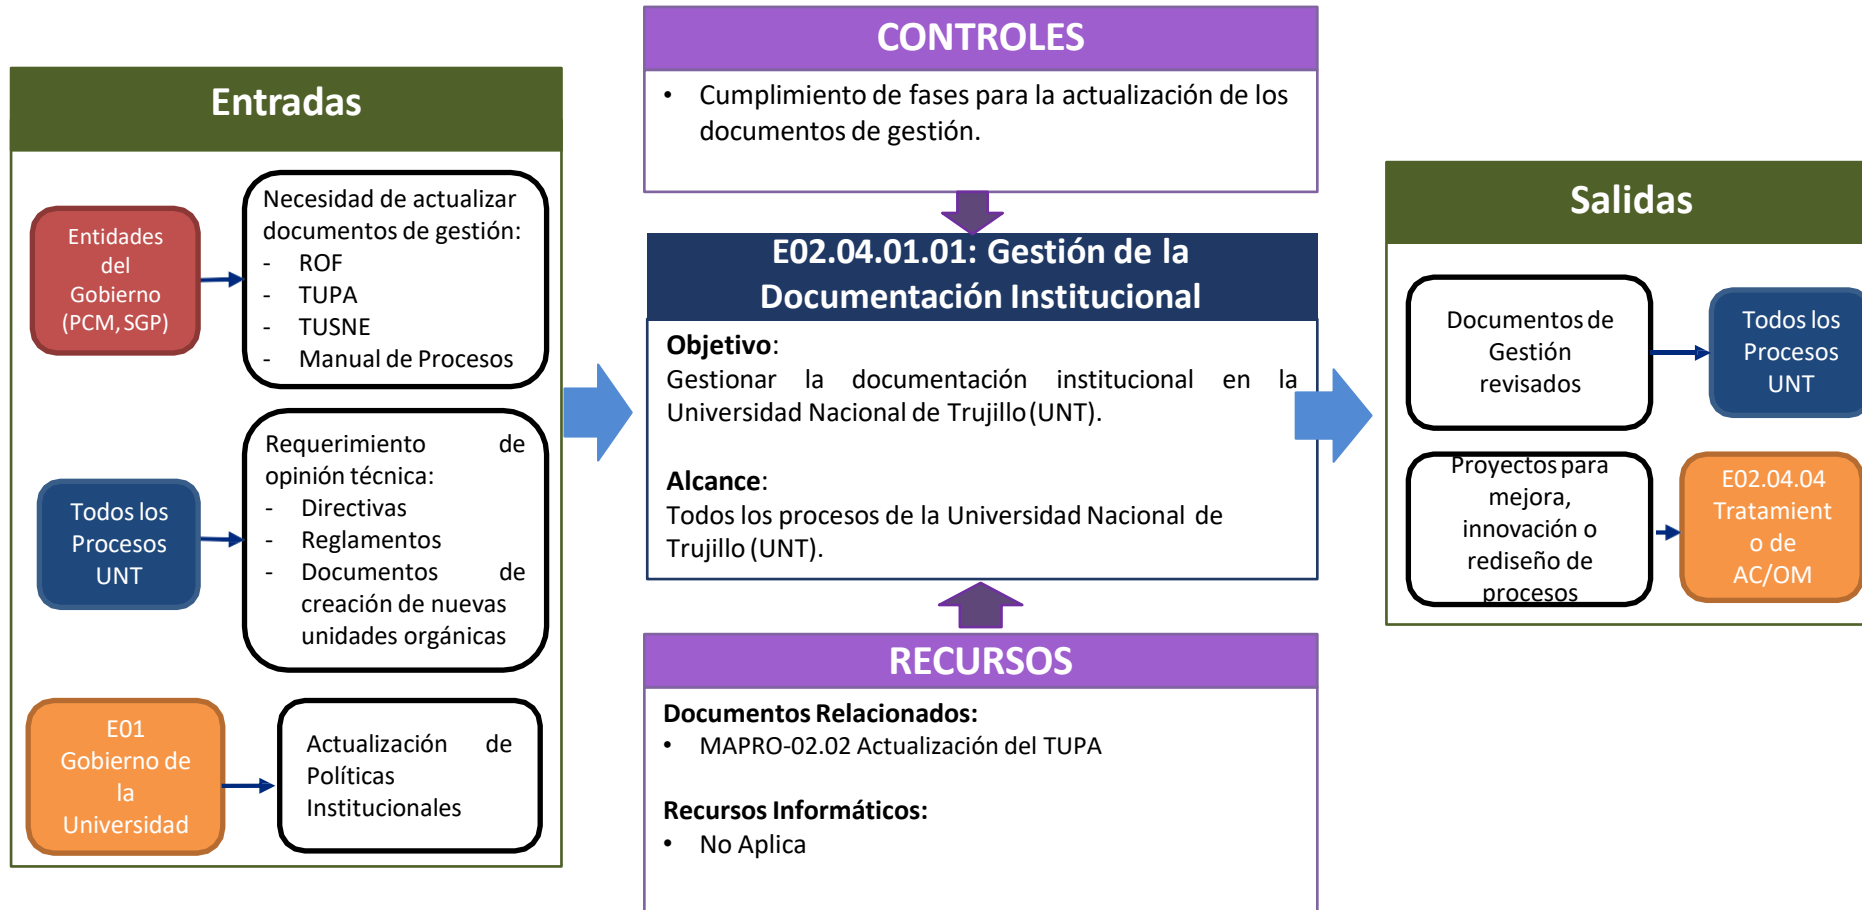 Entradas
Entidades
del
Gobierno
(PCM, SGP)
Necesidad de actualizar
documentos de gestión:
- ROF
- TUPA
- TUSNE
- Manual de Procesos
Todos los
Procesos
UNT
Requerimiento de
opinión técnica:
- Directivas
- Reglamentos
- Documentos de
creación de nuevas
unidades orgánicas
E01
Gobierno de
la
Universidad
Actualización de
Políticas
Institucionales
CONTROLES
• Cumplimiento de fases para la actualización de los
documentos de gestión.
E02.04.01.01: Gestión de la
Documentación Institucional
Objetivo:
Gestionar la documentación institucional en la
Universidad Nacional de Trujillo (UNT).
Alcance:
Todos los procesos de la Universidad Nacional de
Trujillo (UNT).
RECURSOS
Documentos Relacionados:
• MAPRO-02.02 Actualización del TUPA
Recursos Informáticos:
• No Aplica
Salidas
Documentos de
Gestión
revisados
Todos los
Procesos
UNT
Proyectos para
mejora,
innovación o
rediseño de
procesos
E02.04.04
Tratamient
o de
AC/OM